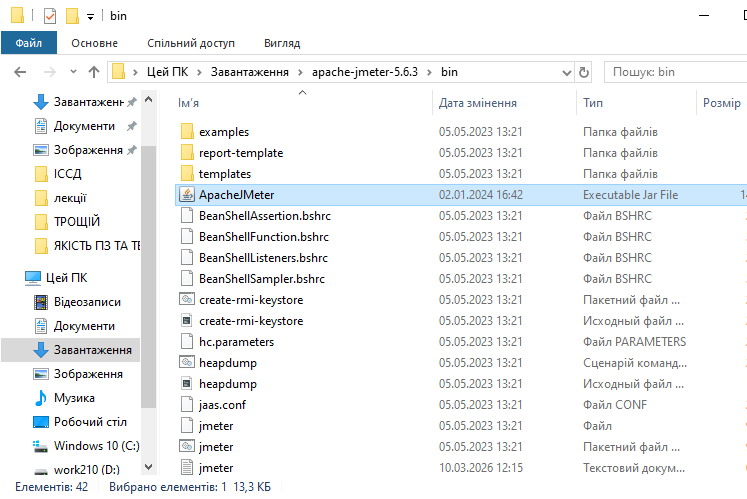 bin
Файл Основне Спільний доступ Вигляд
Цей ПК Завантаження apache-jmeter-5.6.3 bin Пошук: bin
Ім’я Дата змінення Тип Розмір
Завантаженн
Документи
Зображення
ІССД
лекції
ТРОЩІЙ
ЯКІСТЬ ПЗ ТА ТЕ
Цей ПК
Відеозаписи
Документи
Завантаження
Зображення
Музика
Робочий стіл
Windows 10 (C:)
work210 (D:)
examples 05.05.2023 13:21 Папка файлів
report-template 05.05.2023 13:21 Папка файлів
templates 05.05.2023 13:21 Папка файлів
ApacheJMeter 02.01.2024 16:42 Executable Jar File 14
BeanShellAssertion.bshrc 05.05.2023 13:21 Файл BSHRC
BeanShellFunction.bshrc 05.05.2023 13:21 Файл BSHRC
BeanShellListeners.bshrc 05.05.2023 13:21 Файл BSHRC
BeanShellSampler.bshrc 05.05.2023 13:21 Файл BSHRC
create-rmi-keystore 05.05.2023 13:21 Пакетний файл ...
create-rmi-keystore 05.05.2023 13:21 Исходный файл ...
hc.parameters 05.05.2023 13:21 Файл PARAMETERS
heapdump 05.05.2023 13:21 Сценарій команд...
heapdump 05.05.2023 13:21 Исходный файл ...
jaas.conf 05.05.2023 13:21 Файл CONF
jmeter 05.05.2023 13:21 Файл
jmeter 05.05.2023 13:21 Пакетний файл ...
jmeter 10.03.2026 12:15 Текстовий докум...
Елементів: 42 Вибрано елементів: 1 13,3 КБ